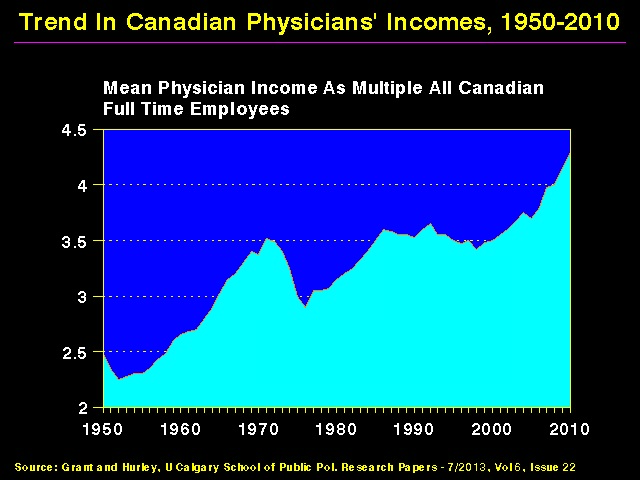 Trend In Canadian Physicians' Incomes, 1950-2010
Mean Physician Income As Multiple All Canadian
Full Time Employees
4.5
4
3.5
3
2.5
2
1950 1960 1970 1980 1990 2000 2010
Source: Grant and Hurley, U Calgary School of Public Pol. Research Papers - 7/2013, Vol 6, Issue 22